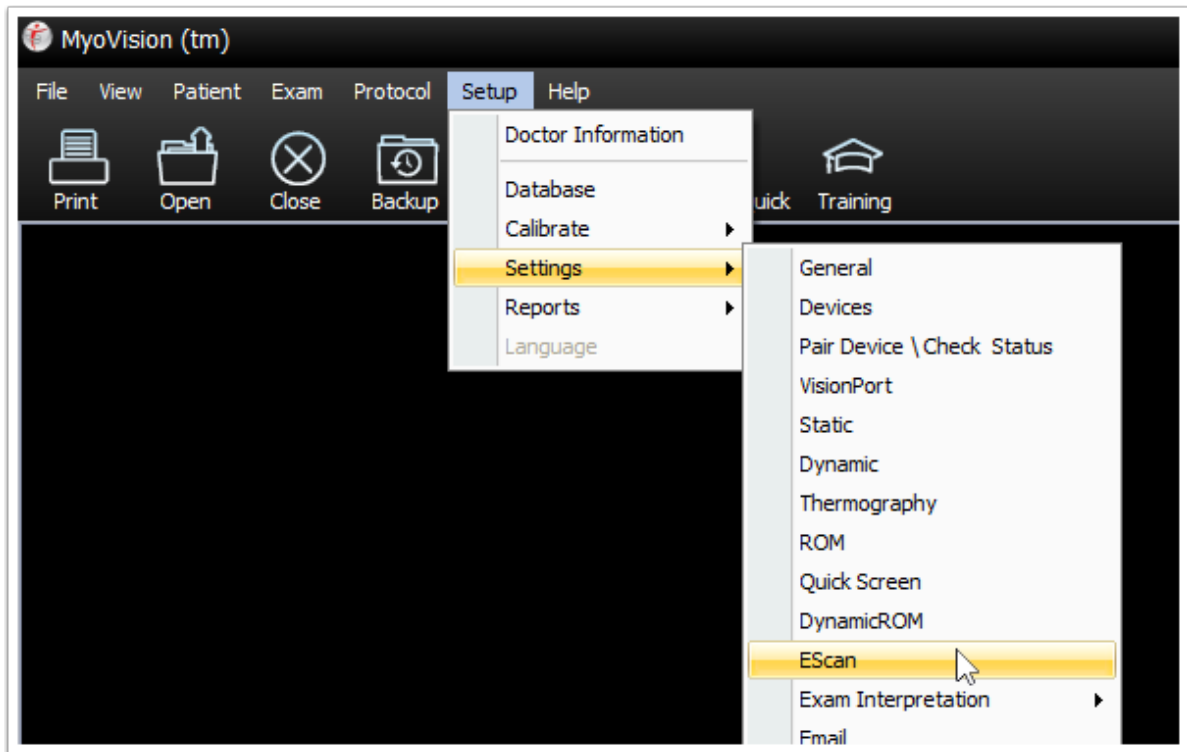 MyoVision (tm)
File View Patient Exam Protocol Setup Help
Print Open Close Backup uick Training
Doctor Information
Database
Calibrate
Settings
Reports
Language
General
Devices
Pair Device \ Check Status
VisionPort
Static
Dynamic
Thermography
ROM
Quick Screen
DynamicROM
EScan
Exam Interpretation
Email